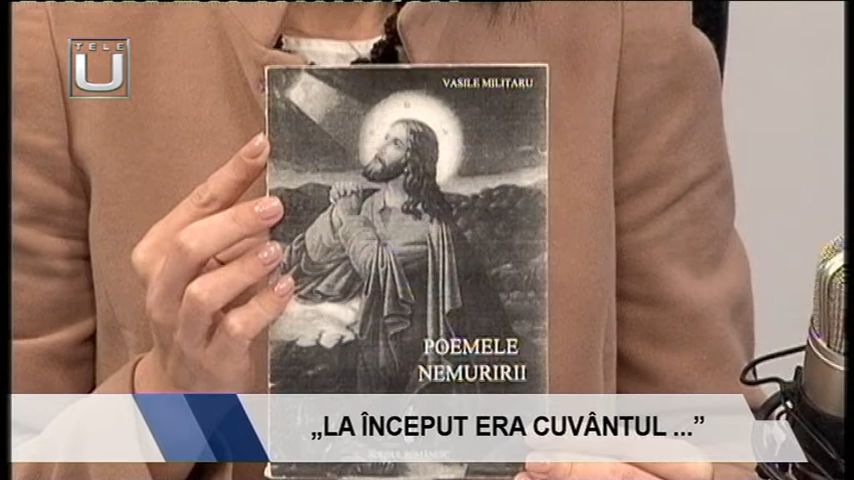 TELE
U
VASILE MILITARU
POEMELE
NEMURIRII
„LA ÎNCEPUT ERA CUVÂNTUL ...”